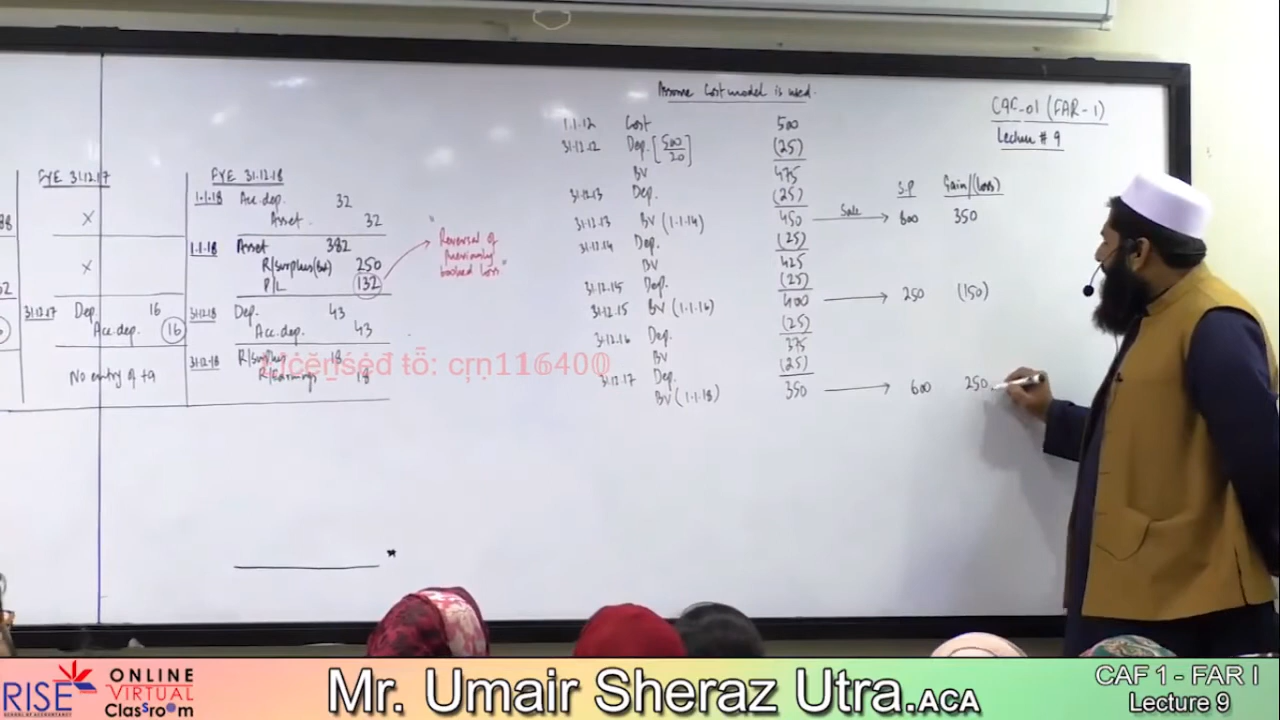 Assume Cost model is used.
CAF-01 (FAR-1)
Lecture # 9
FYE 31.12.17
X
X
31.12.17 Dep. 16
Acc. dep. 16
No entry of
FYE 31.12.18
1.1.18 Acc. dep. 32
Asset. 32
1.1.18 Asset 382
R/surplus (bal) 250
P/L 132
31.12.18 Dep. 43
Acc. dep. 43
31.12.18 R/surplus 18
R/earnings 18
"Reversal of
Previously
booked loss"
1.1.12 Cost 500
31.12.12 Dep. [500/20] (25)
BV 475
31.12.13 Dep. (25)
31.12.13 BV (1.1.14) 450 Sale → 800 350
31.12.14 Dep. (25)
BV 425
31.12.15 Dep. (25)
31.12.15 BV (1.1.16) 400 → 250 (150)
31.12.16 Dep. (25)
BV 375
31.12.17 Dep. (25)
BV (1.1.18) 350 → 600 250
S.P Gain/(Loss)
Licensed to: crn116400
RISE
SCHOOL OF ACCOUNTANCY
ONLINE
VIRTUAL
Classroom
Mr. Umair Sheraz Utra.ACA
CAF 1 - FAR I
Lecture 9